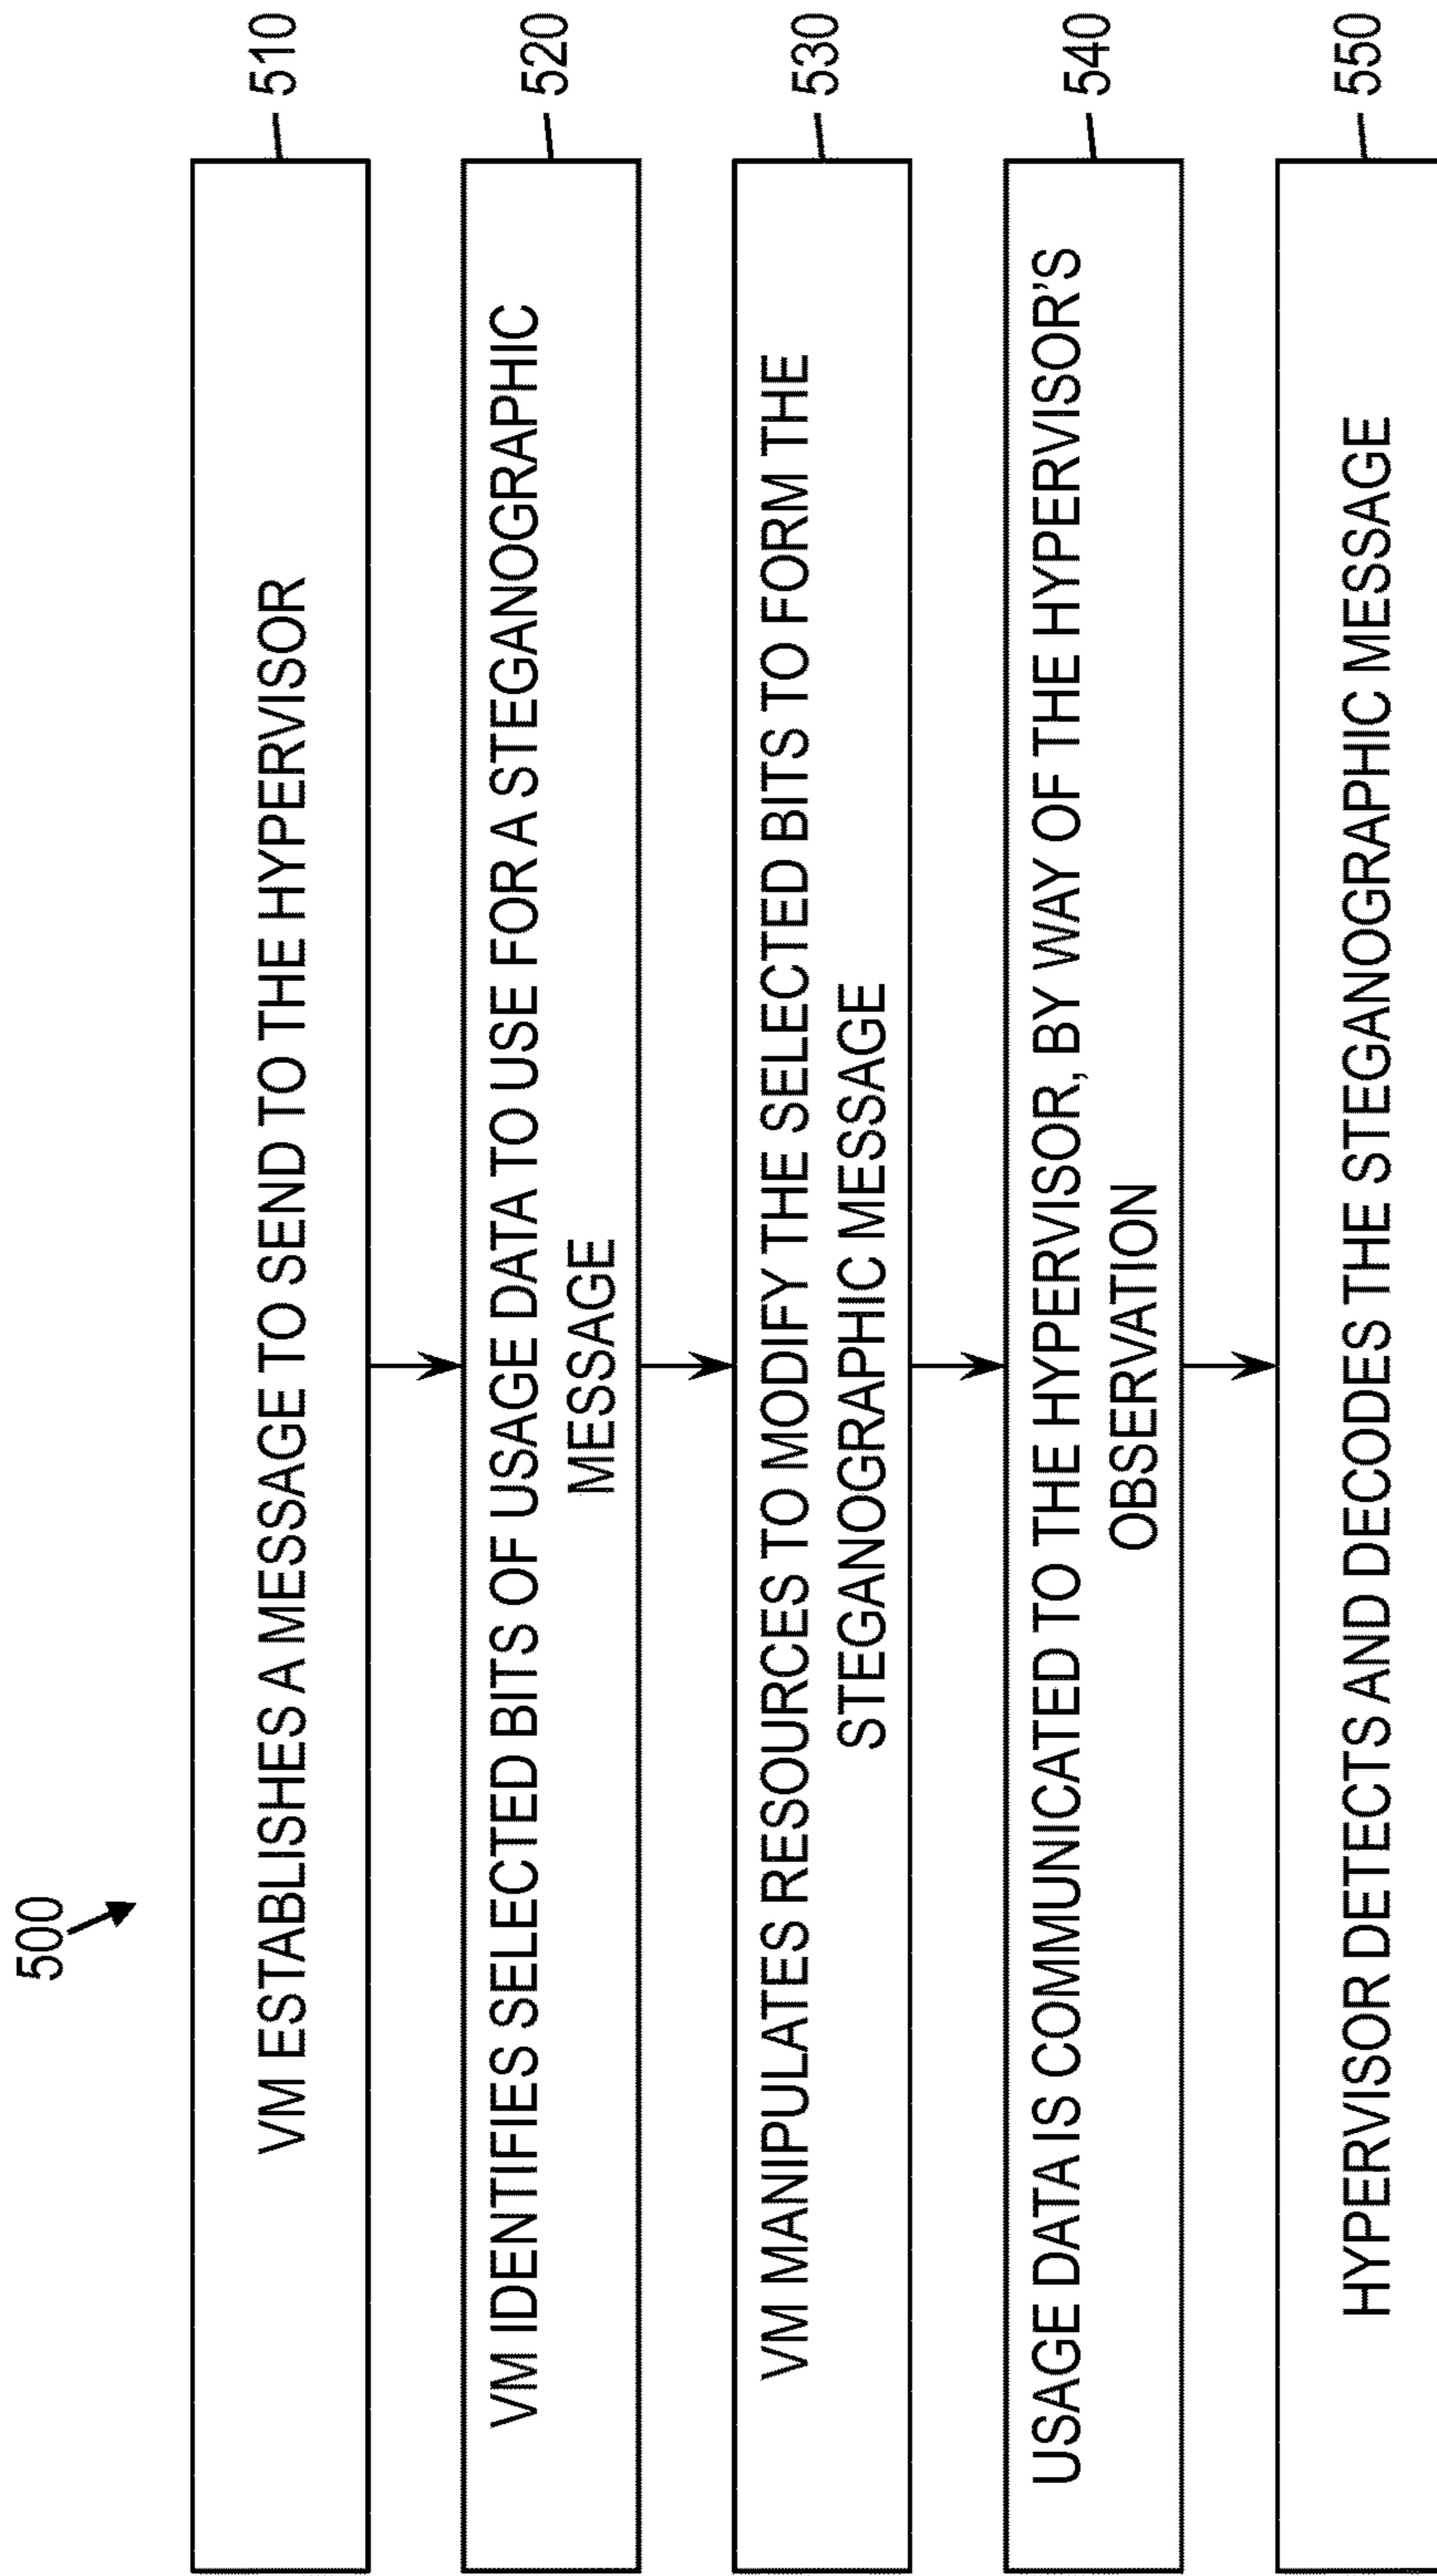 500
VM ESTABLISHES A MESSAGE TO SEND TO THE HYPERVISOR
510
VM IDENTIFIES SELECTED BITS OF USAGE DATA TO USE FOR A STEGANOGRAPHIC
MESSAGE
520
VM MANIPULATES RESOURCES TO MODIFY THE SELECTED BITS TO FORM THE
STEGANOGRAPHIC MESSAGE
530
USAGE DATA IS COMMUNICATED TO THE HYPERVISOR, BY WAY OF THE HYPERVISOR'S
OBSERVATION
540
HYPERVISOR DETECTS AND DECODES THE STEGANOGRAPHIC MESSAGE
550